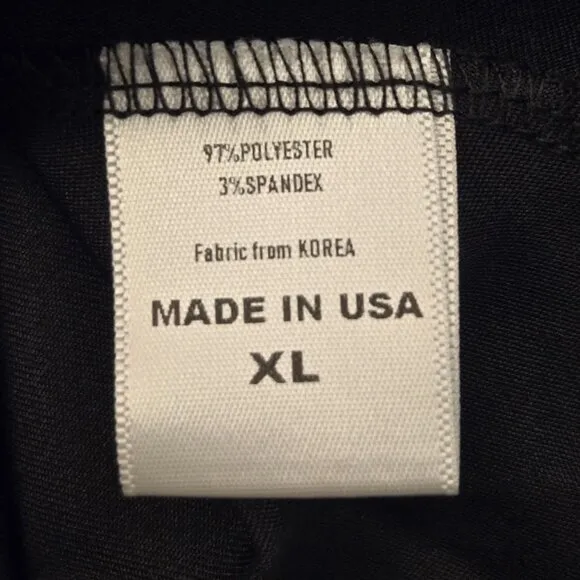 97%POLYESTER
3%SPANDEX
Fabric from KOREA
MADE IN USA
XL